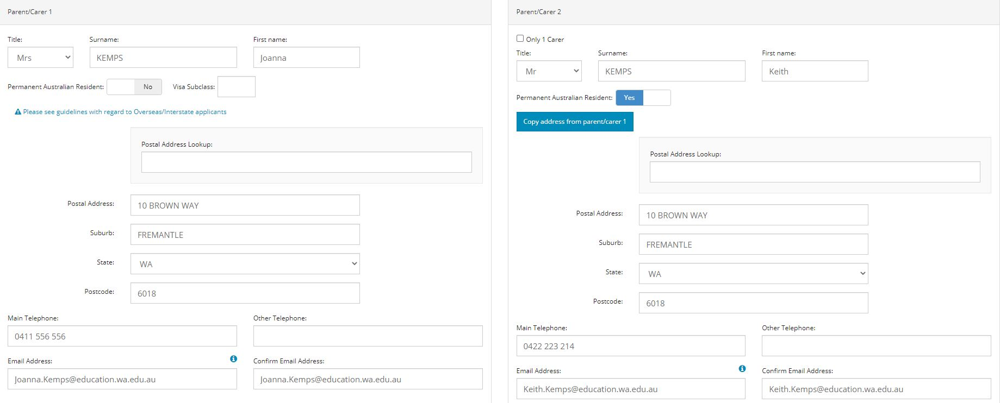 Parent/Carer 1
Title: Surname: First name:
Mrs KEMPS Joanna
Permanent Australian Resident: No Visa Subclass:
Please see guidelines with regard to Overseas/Interstate applicants
Postal Address Lookup:
Postal Address: 10 BROWN WAY
Suburb: FREMANTLE
State: WA
Postcode: 6018
Main Telephone: Other Telephone:
0411 556 556
Email Address: Confirm Email Address:
Joanna.Kemps@education.wa.edu.au Joanna.Kemps@education.wa.edu.au
Parent/Carer 2
Only 1 Carer
Title: Surname: First name:
Mr KEMPS Keith
Permanent Australian Resident: Yes
Copy address from parent/carer 1
Postal Address Lookup:
Postal Address: 10 BROWN WAY
Suburb: FREMANTLE
State: WA
Postcode: 6018
Main Telephone: Other Telephone:
0422 223 214
Email Address: Confirm Email Address:
Keith.Kemps@education.wa.edu.au Keith.Kemps@education.wa.edu.au